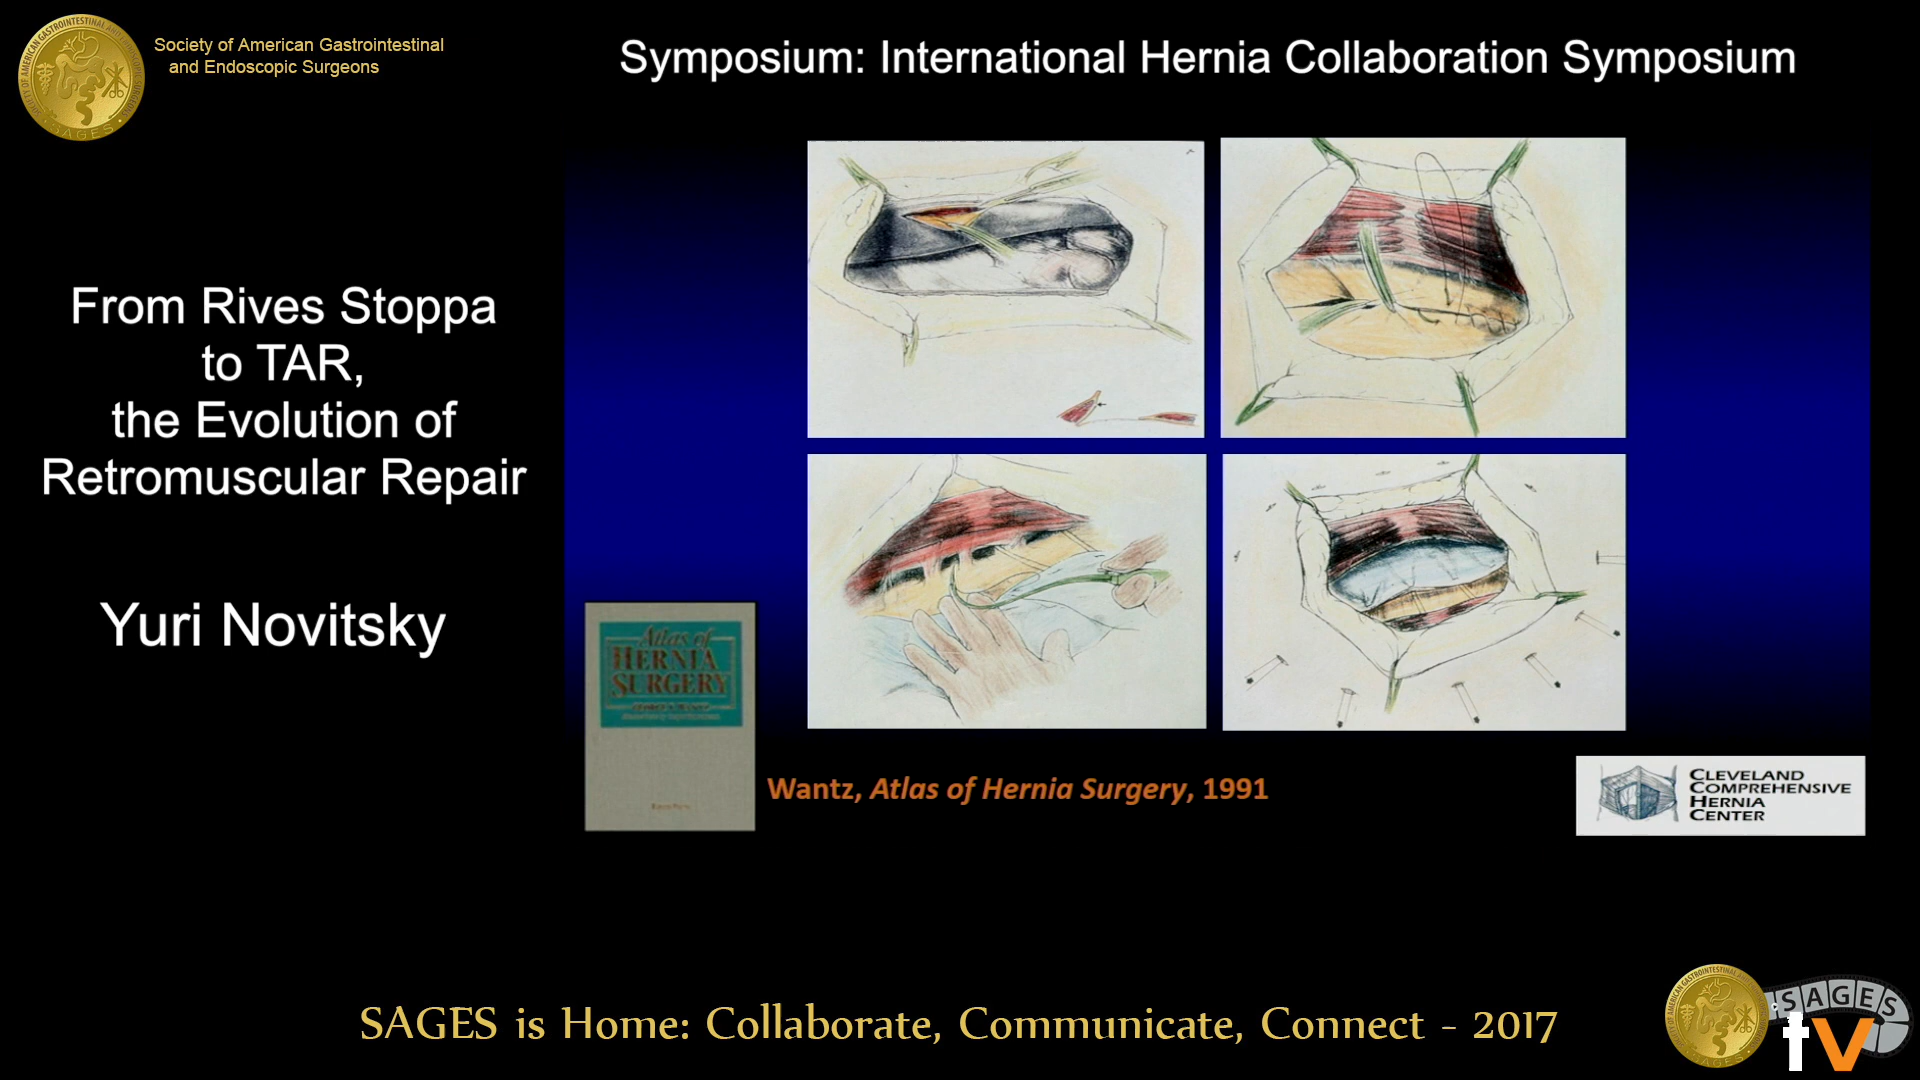 Society of American Gastrointestinal
and Endoscopic Surgeons
Symposium: International Hernia Collaboration Symposium
From Rives Stoppa
to TAR,
the Evolution of
Retromuscular Repair
Yuri Novitsky
Atlas of
HERNIA
SURGERY
Wantz, Atlas of Hernia Surgery, 1991
CLEVELAND
COMPREHENSIVE
HERNIA
CENTER
SAGES is Home: Collaborate, Communicate, Connect - 2017
SAGES
SAGES
tv